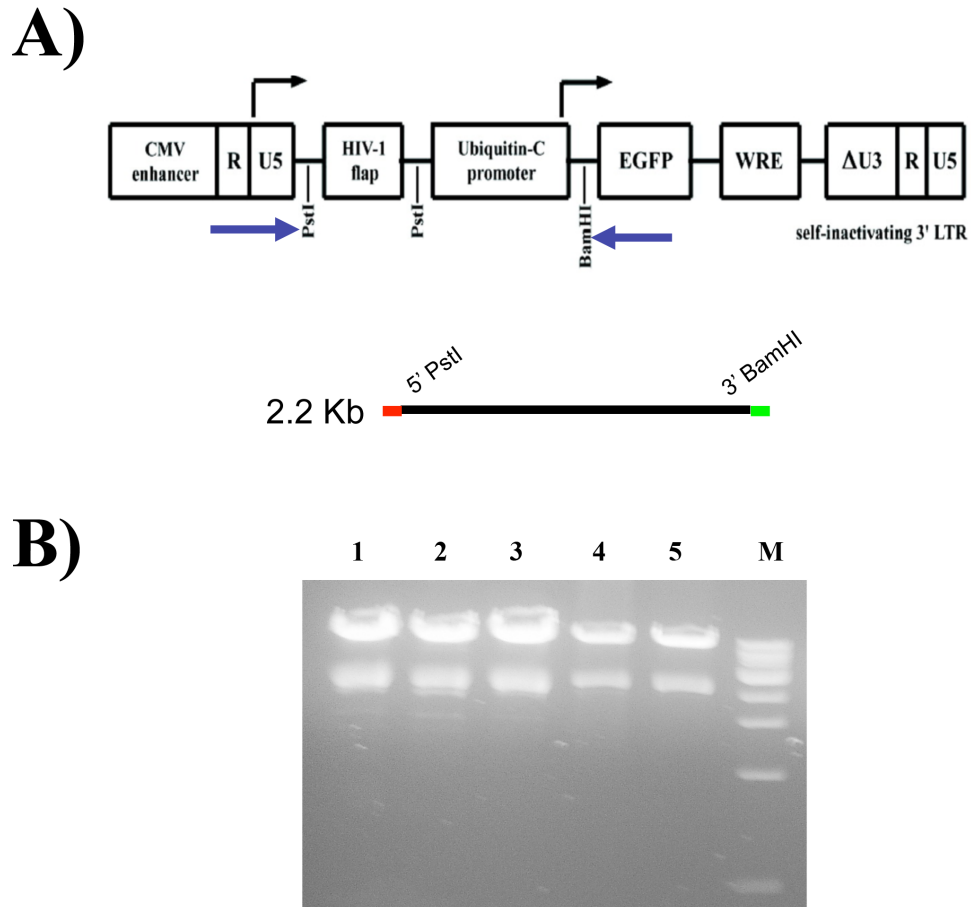 A)
CMV enhancer R U5 HIV-1 flap Ubiquitin-C promoter EGFP WRE ΔU3 R U5
PstI PstI BamHI
self-inactivating 3' LTR
5' PstI 3' BamHI
2.2 Kb
B)
1 2 3 4 5 M